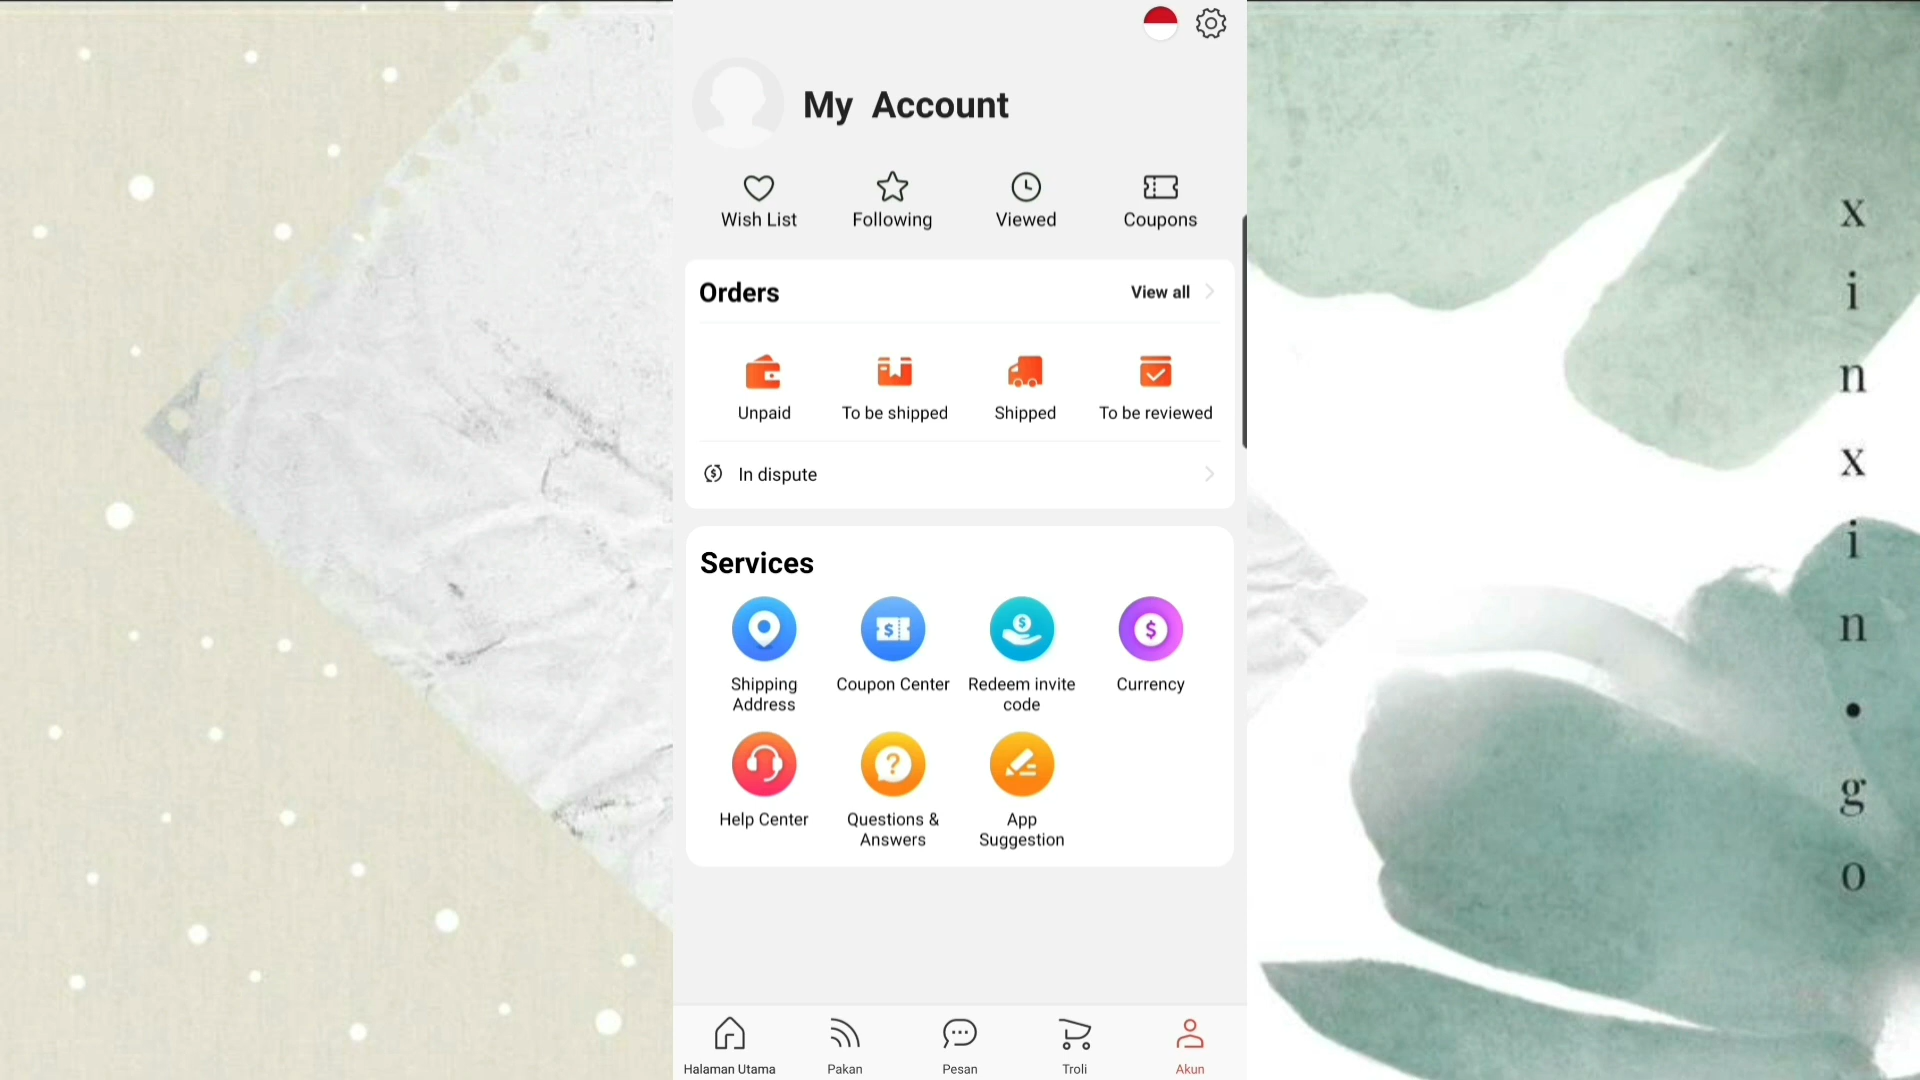 My Account
Wish List
Following
Viewed
Coupons
Orders
View all
Unpaid
To be shipped
Shipped
To be reviewed
In dispute
Services
Shipping
Address
Coupon Center
Redeem invite
code
Currency
Help Center
Questions &
Answers
App
Suggestion
Halaman Utama
Pakan
Pesan
Troli
Akun
xinxin•go